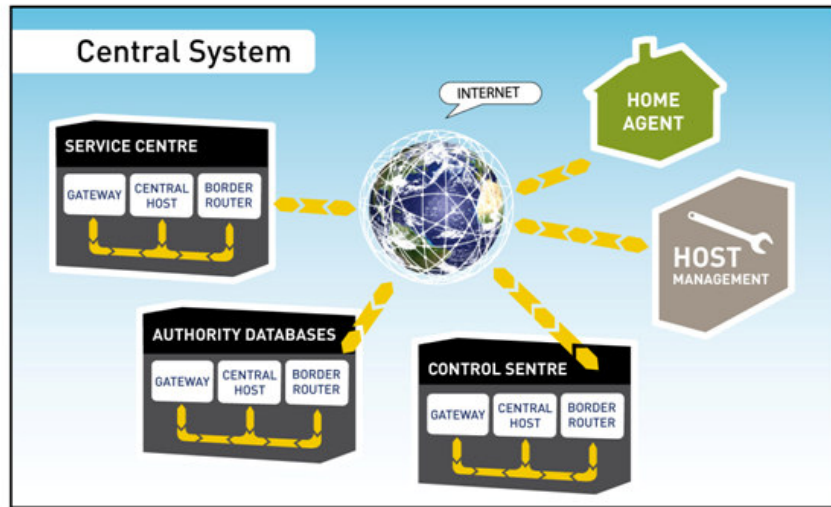 Central System
INTERNET
HOME
AGENT
SERVICE CENTRE
GATEWAY
CENTRAL
HOST
BORDER
ROUTER
HOST
MANAGEMENT
AUTHORITY DATABASES
GATEWAY
CENTRAL
HOST
BORDER
ROUTER
CONTROL SENTRE
GATEWAY
CENTRAL
HOST
BORDER
ROUTER